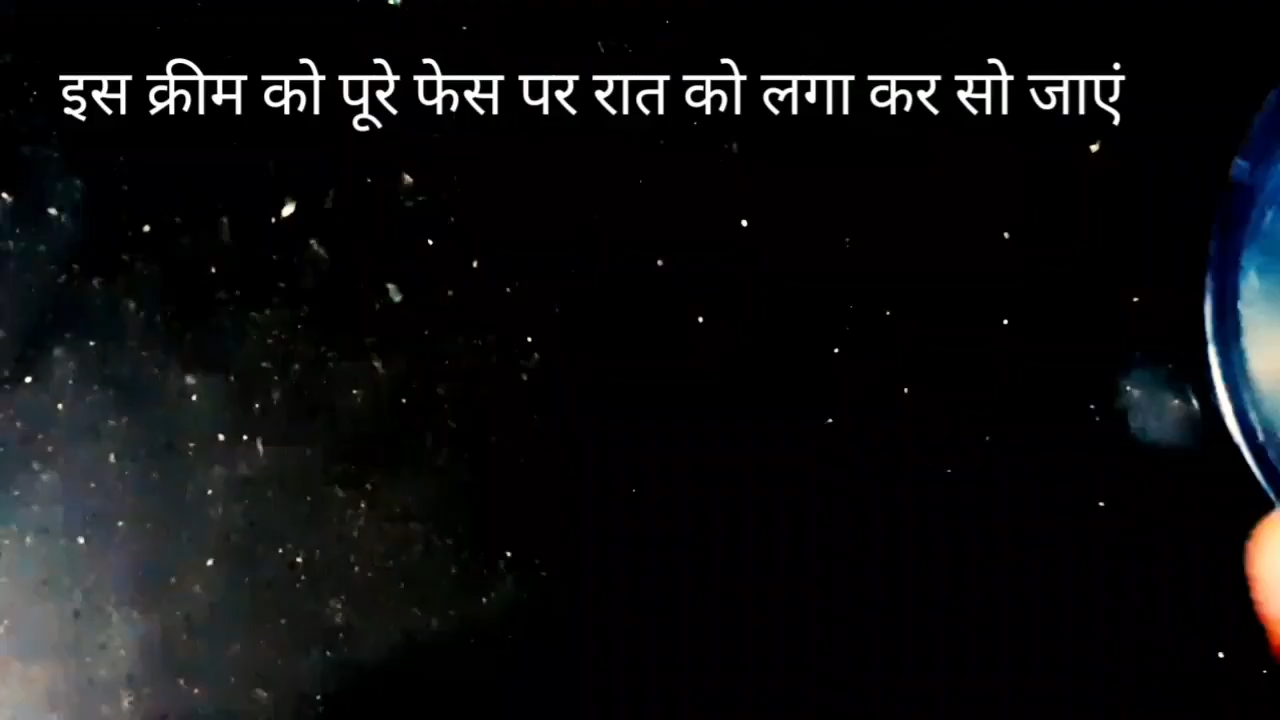 इस क्रीम को पूरे फेस पर रात को लगा कर सो जाएं